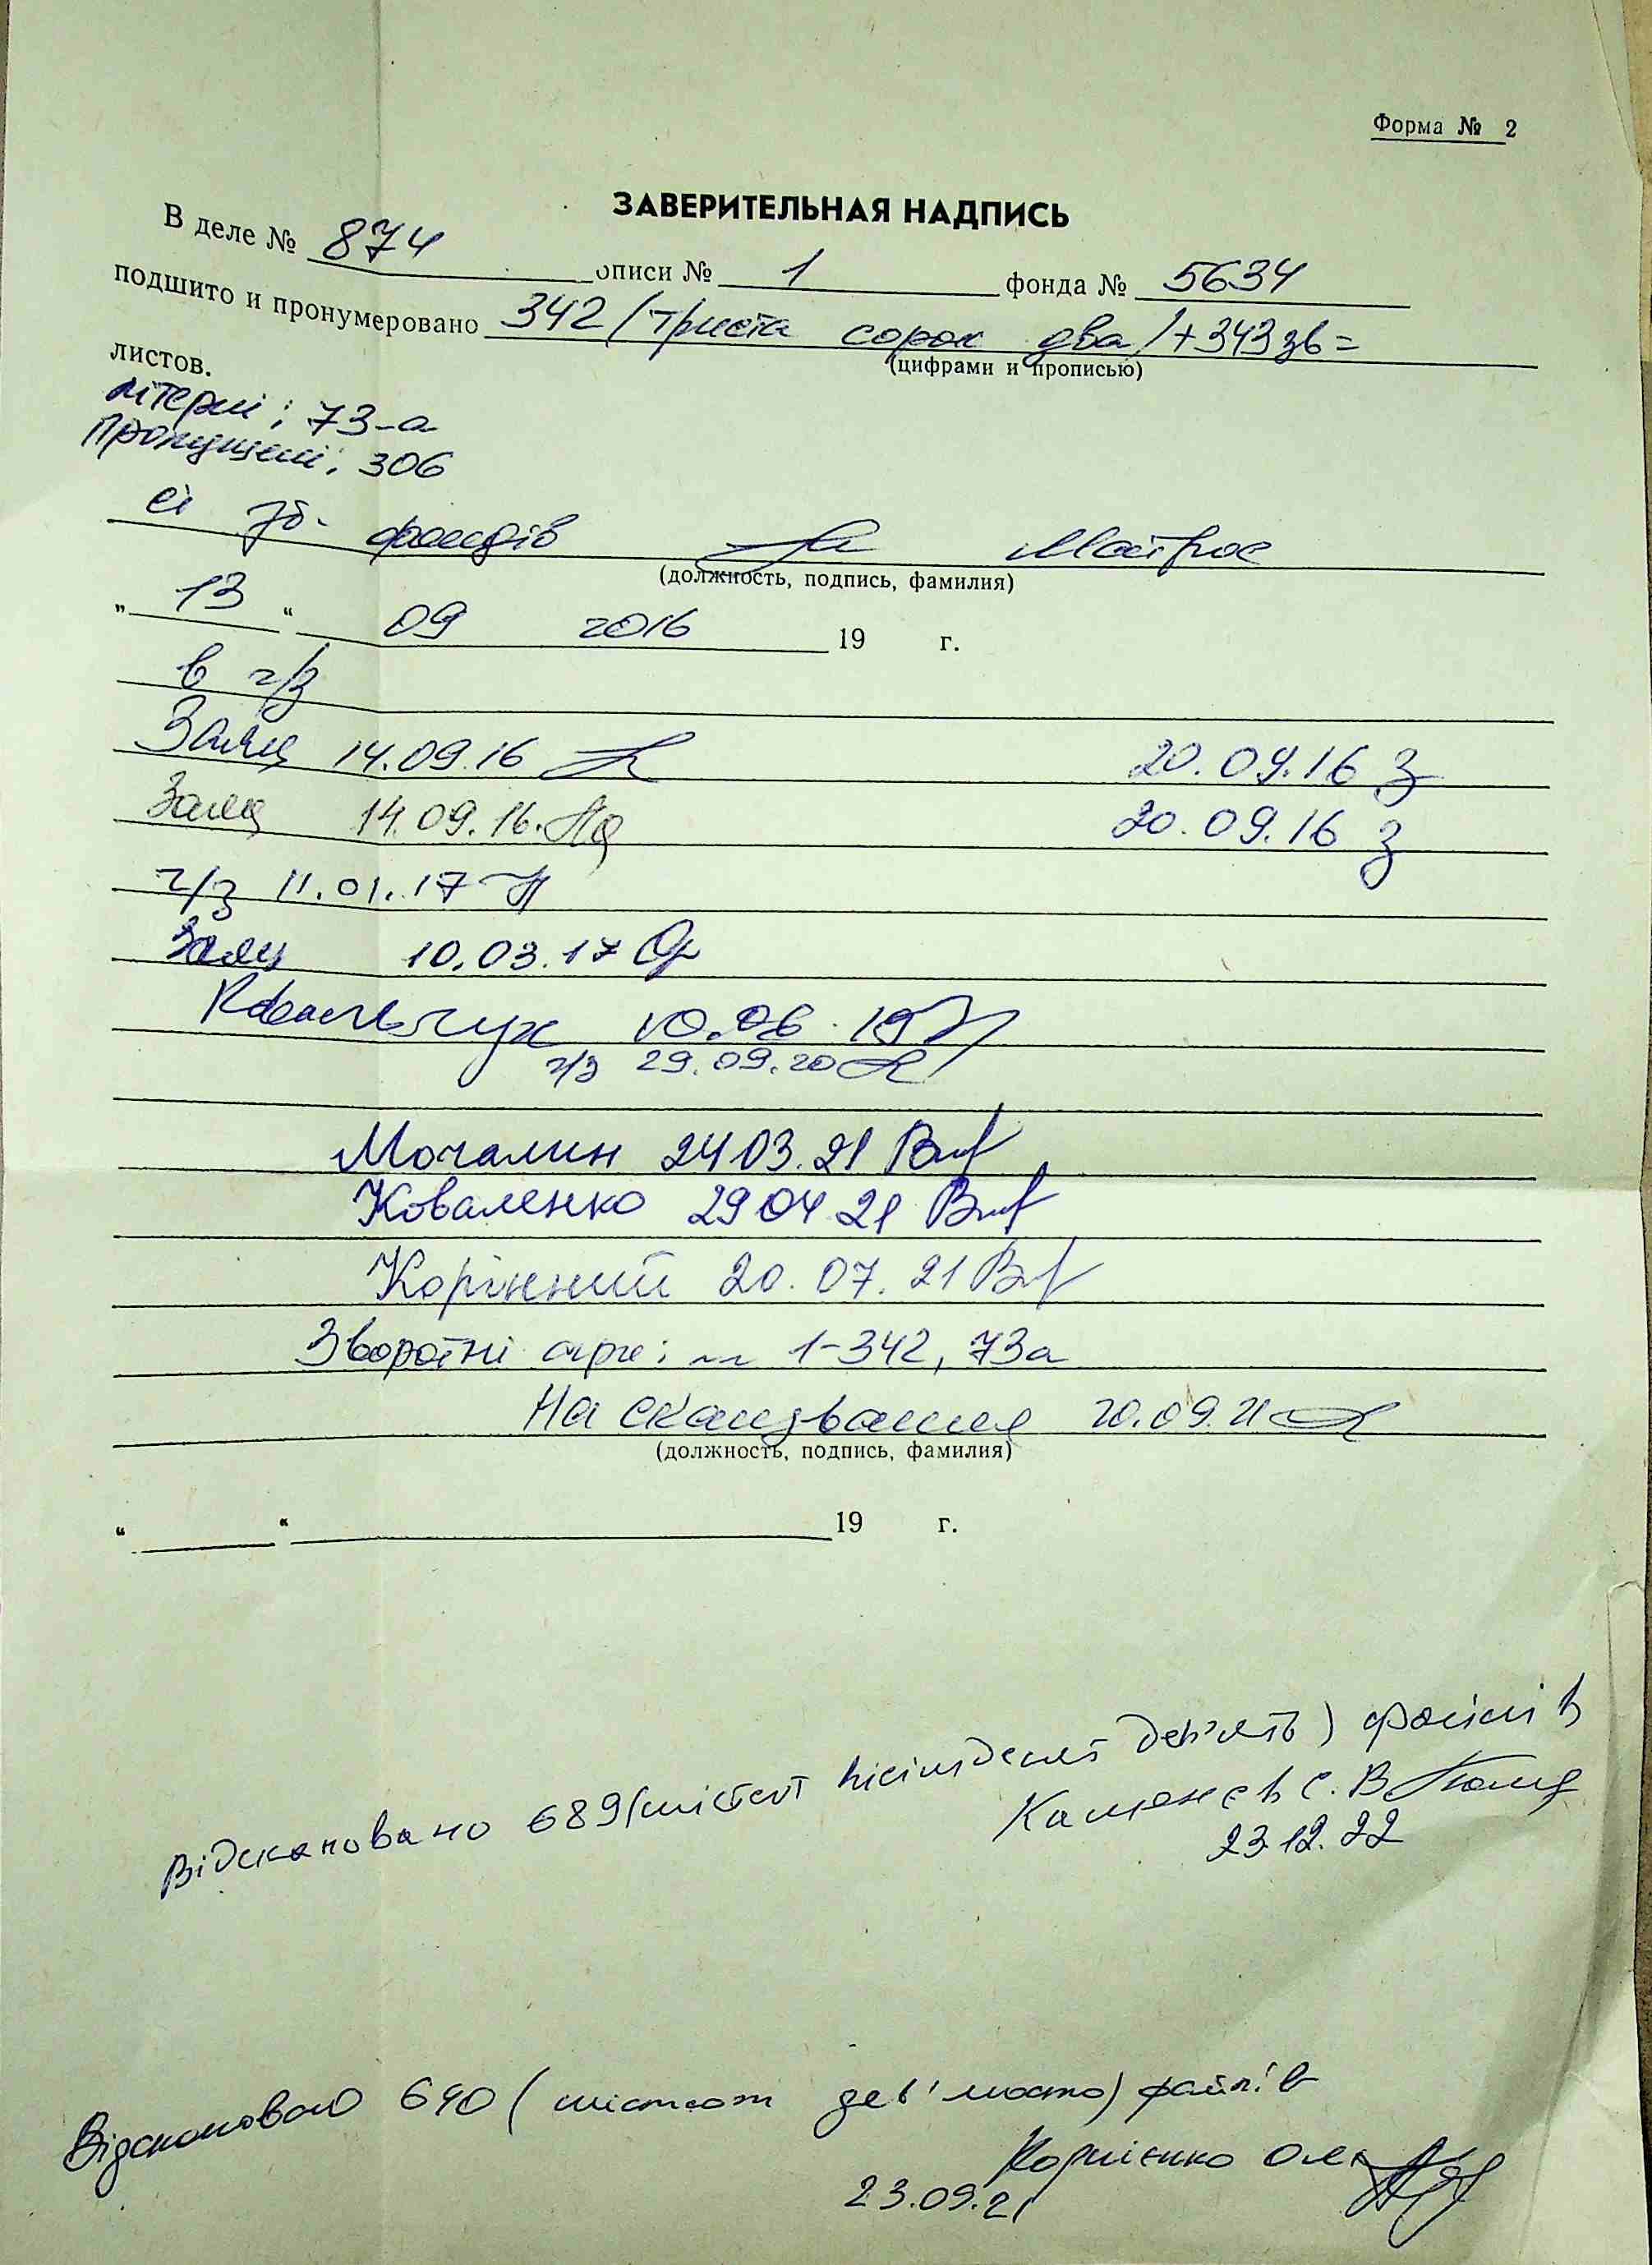 Форма № 2
ЗАВЕРИТЕЛЬНАЯ НАДПИСЬ
В деле № 874 описи № 1 фонда № 5634
подшито и пронумеровано 342 (триста сорок два) + 343 зв =
(цифрами и прописью)
листов.
літерні: 73-а
Пропущені: 306
зб. фондів
(должность, подпись, фамилия)
„ 13 “ 09 2016 19 г.
в ч/з
Заяц 14.09.16 20.09.16 З
Заяц 14.09.16. 20.09.16 З
ч/з 11.01.17
Заяц 10.03.17
Ковальчук 10.06.19
ч/з 29.09.20
Мочалин 24 03.21
Коваленко 29 04 21
Корінний 20.07.21
Зворотні арк: 1-342, 73а
На сканування 20.09.21
(должность, подпись, фамилия)
“ “ 19 г.
Відскановано 689 (шістсот вісімдесят дев'ять) файлів
С. В.
23.12.22
Відскановано 690 (шістсот дев'яносто) файлів
Корнієнко
23.09.21